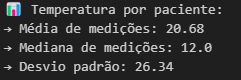 📊 Temperatura por paciente:
→ Média de medições: 20.68
→ Mediana de medições: 12.0
→ Desvio padrão: 26.34